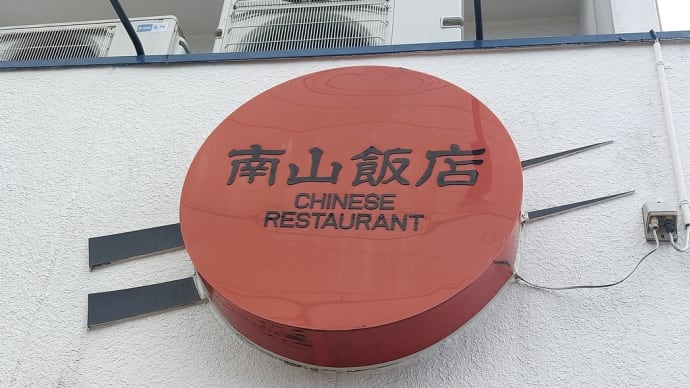 南山飯店
CHINESE
RESTAURANT